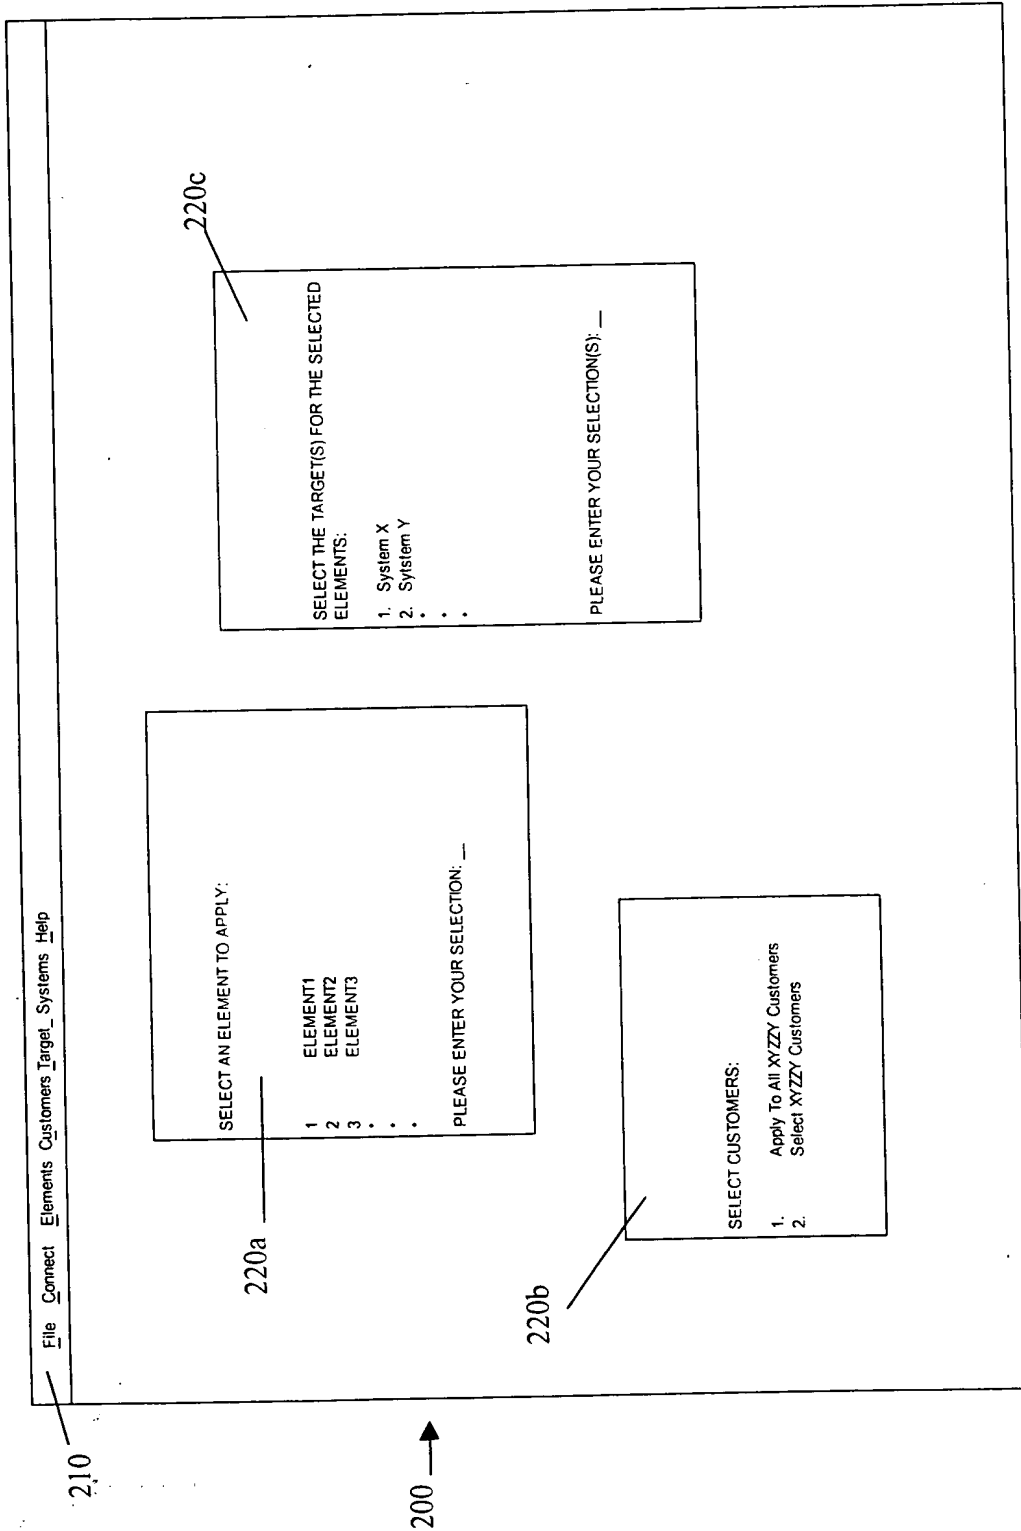 210
File Connect Elements Customers Target_ Systems Help
200
220a
SELECT AN ELEMENT TO APPLY:
1 ELEMENT1
2 ELEMENT2
3 ELEMENT3
PLEASE ENTER YOUR SELECTION: _
220b
SELECT CUSTOMERS:
1. Apply To All XYZZY Customers
2. Select XYZZY Customers
220c
SELECT THE TARGET(S) FOR THE SELECTED
ELEMENTS:
1. System X
2. Sytstem Y
PLEASE ENTER YOUR SELECTION(S): _